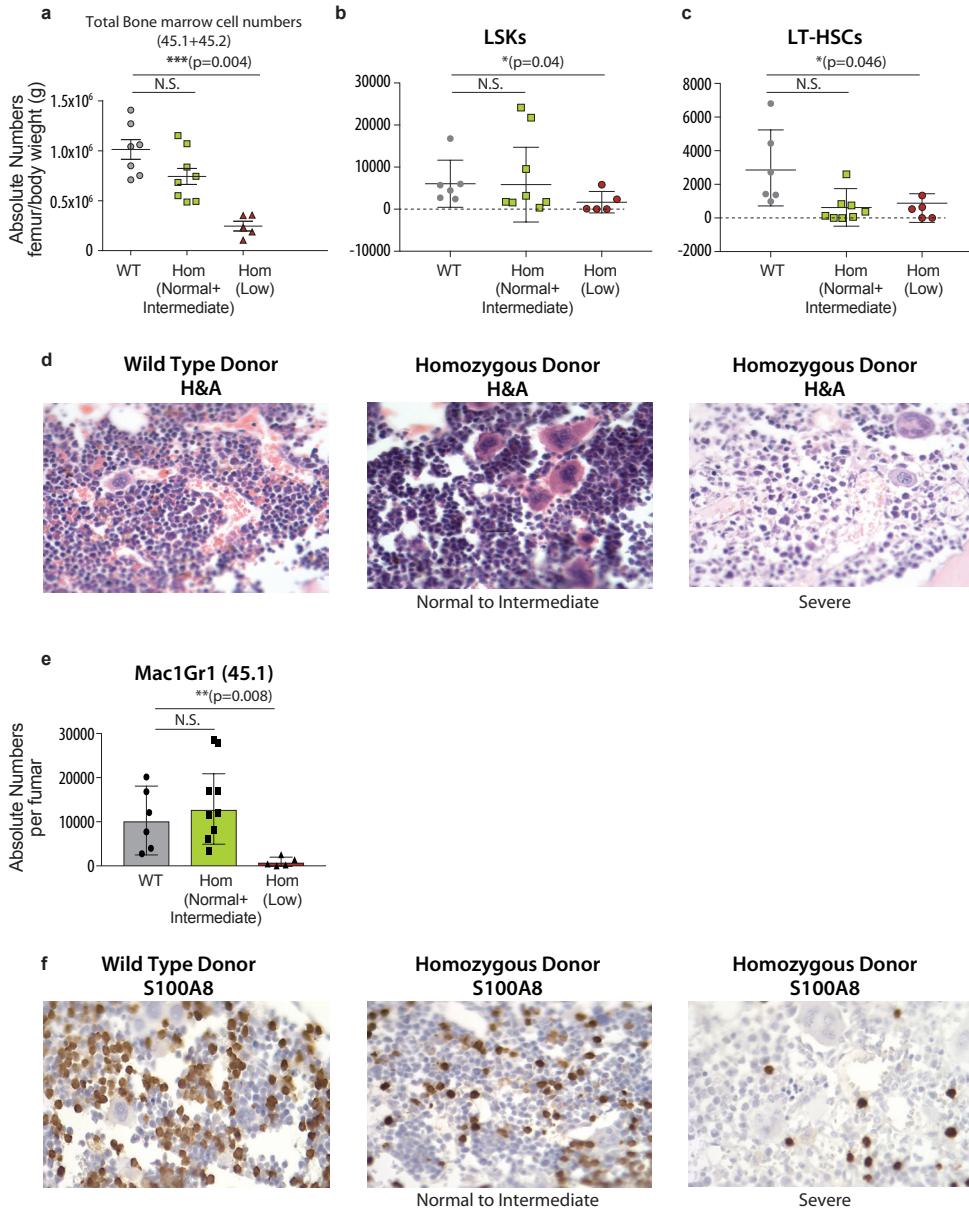 a
Total Bone marrow cell numbers
(45.1+45.2)
***(p=0.004)
N.S.
Absolute Numbers
femur/body wieght (g)
1.5x10⁶
1.0x10⁶
0.5x10⁶
0
WT
Hom
(Normal+
Intermediate)
Hom
(Low)
b
LSKs
*(p=0.04)
N.S.
30000
20000
10000
0
-10000
WT
Hom
(Normal+
Intermediate)
Hom
(Low)
c
LT-HSCs
*(p=0.046)
N.S.
8000
6000
4000
2000
0
-2000
WT
Hom
(Normal+
Intermediate)
Hom
(Low)
d
Wild Type Donor
H&A
Homozygous Donor
H&A
Normal to Intermediate
Homozygous Donor
H&A
Severe
e
Mac1Gr1 (45.1)
**(p=0.008)
N.S.
Absolute Numbers
per fumar
30000
20000
10000
0
WT
Hom
(Normal+
Intermediate)
Hom
(Low)
f
Wild Type Donor
S100A8
Homozygous Donor
S100A8
Normal to Intermediate
Homozygous Donor
S100A8
Severe